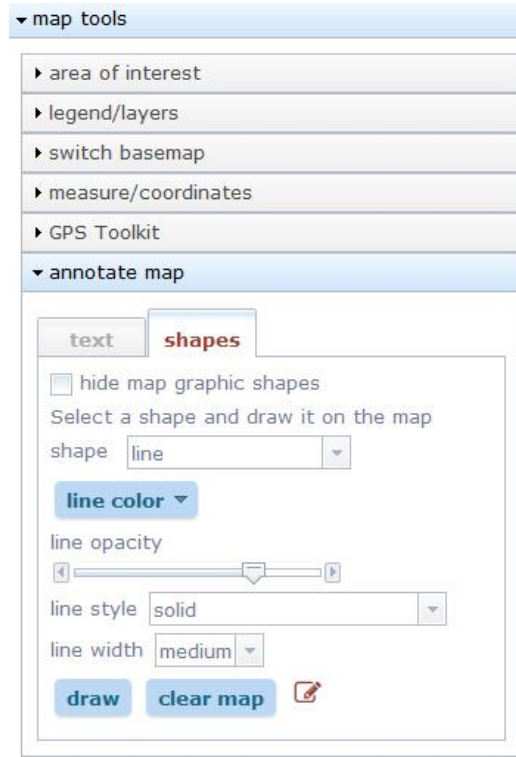 map tools
area of interest
legend/layers
switch basemap
measure/coordinates
GPS Toolkit
annotate map
text shapes
hide map graphic shapes
Select a shape and draw it on the map
shape line
line color
line opacity
line style solid
line width medium
draw clear map